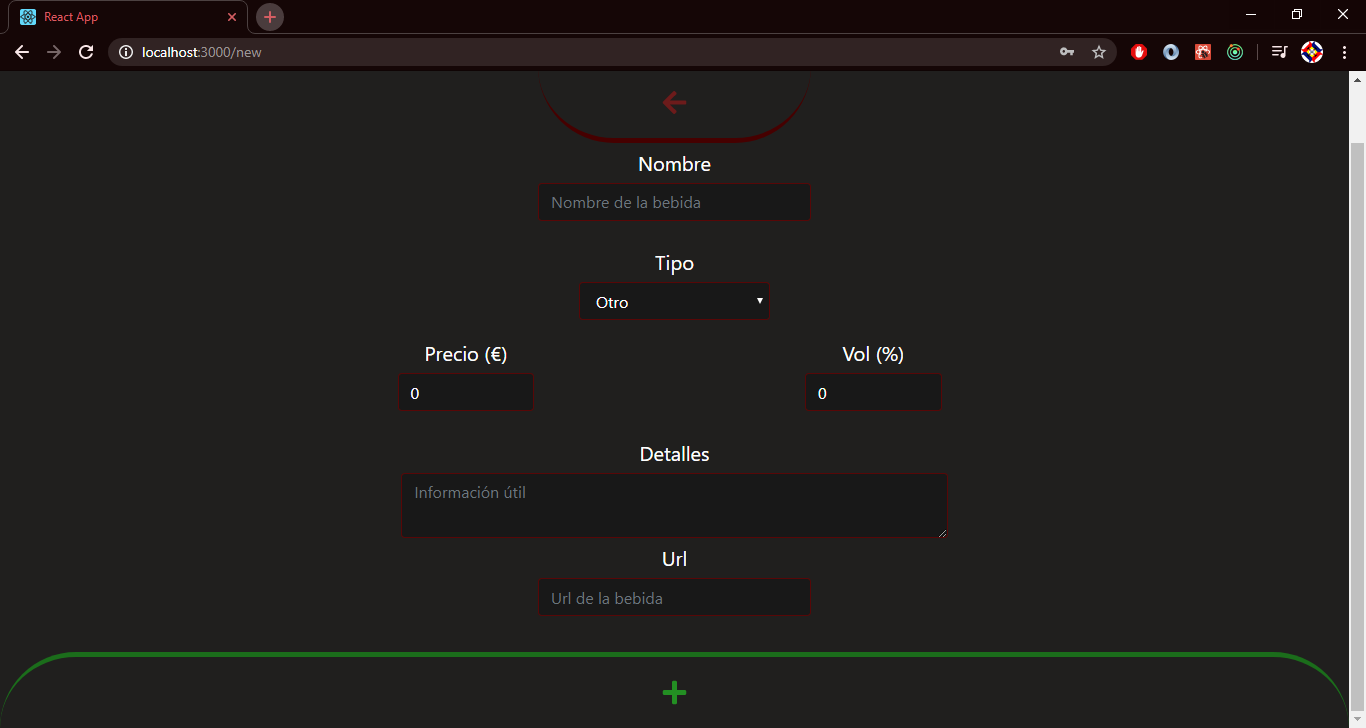 React App
localhost:3000/new
Nombre
Nombre de la bebida
Tipo
Otro
Precio (€) Vol (%)
0 0
Detalles
Información útil
Url
Url de la bebida